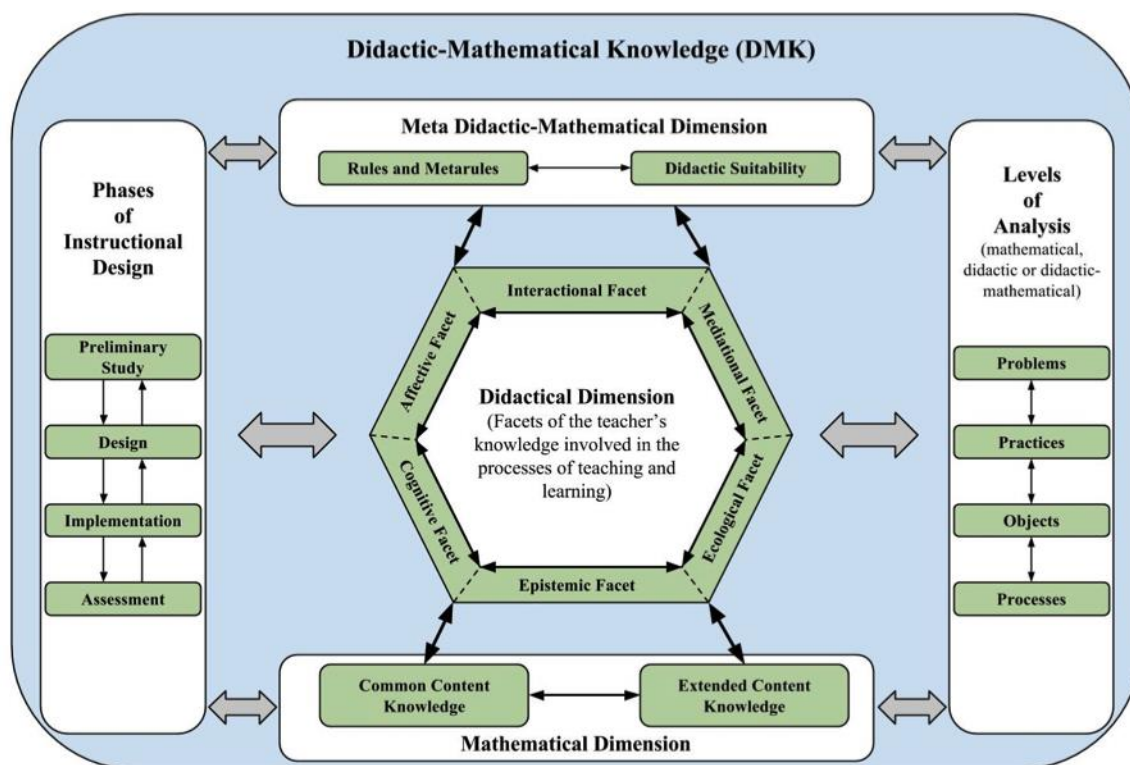 Didactic-Mathematical Knowledge (DMK)
Meta Didactic-Mathematical Dimension
Rules and Metarules
Didactic Suitability
Phases
of
Instructional
Design
Preliminary
Study
Design
Implementation
Assessment
Interactional Facet
Affective Facet
Mediational Facet
Didactical Dimension
(Facets of the teacher's
knowledge involved in the
processes of teaching and
learning)
Cognitive Facet
Ecological Facet
Epistemic Facet
Levels
of
Analysis
(mathematical,
didactic or didactic-
mathematical)
Problems
Practices
Objects
Processes
Common Content
Knowledge
Extended Content
Knowledge
Mathematical Dimension